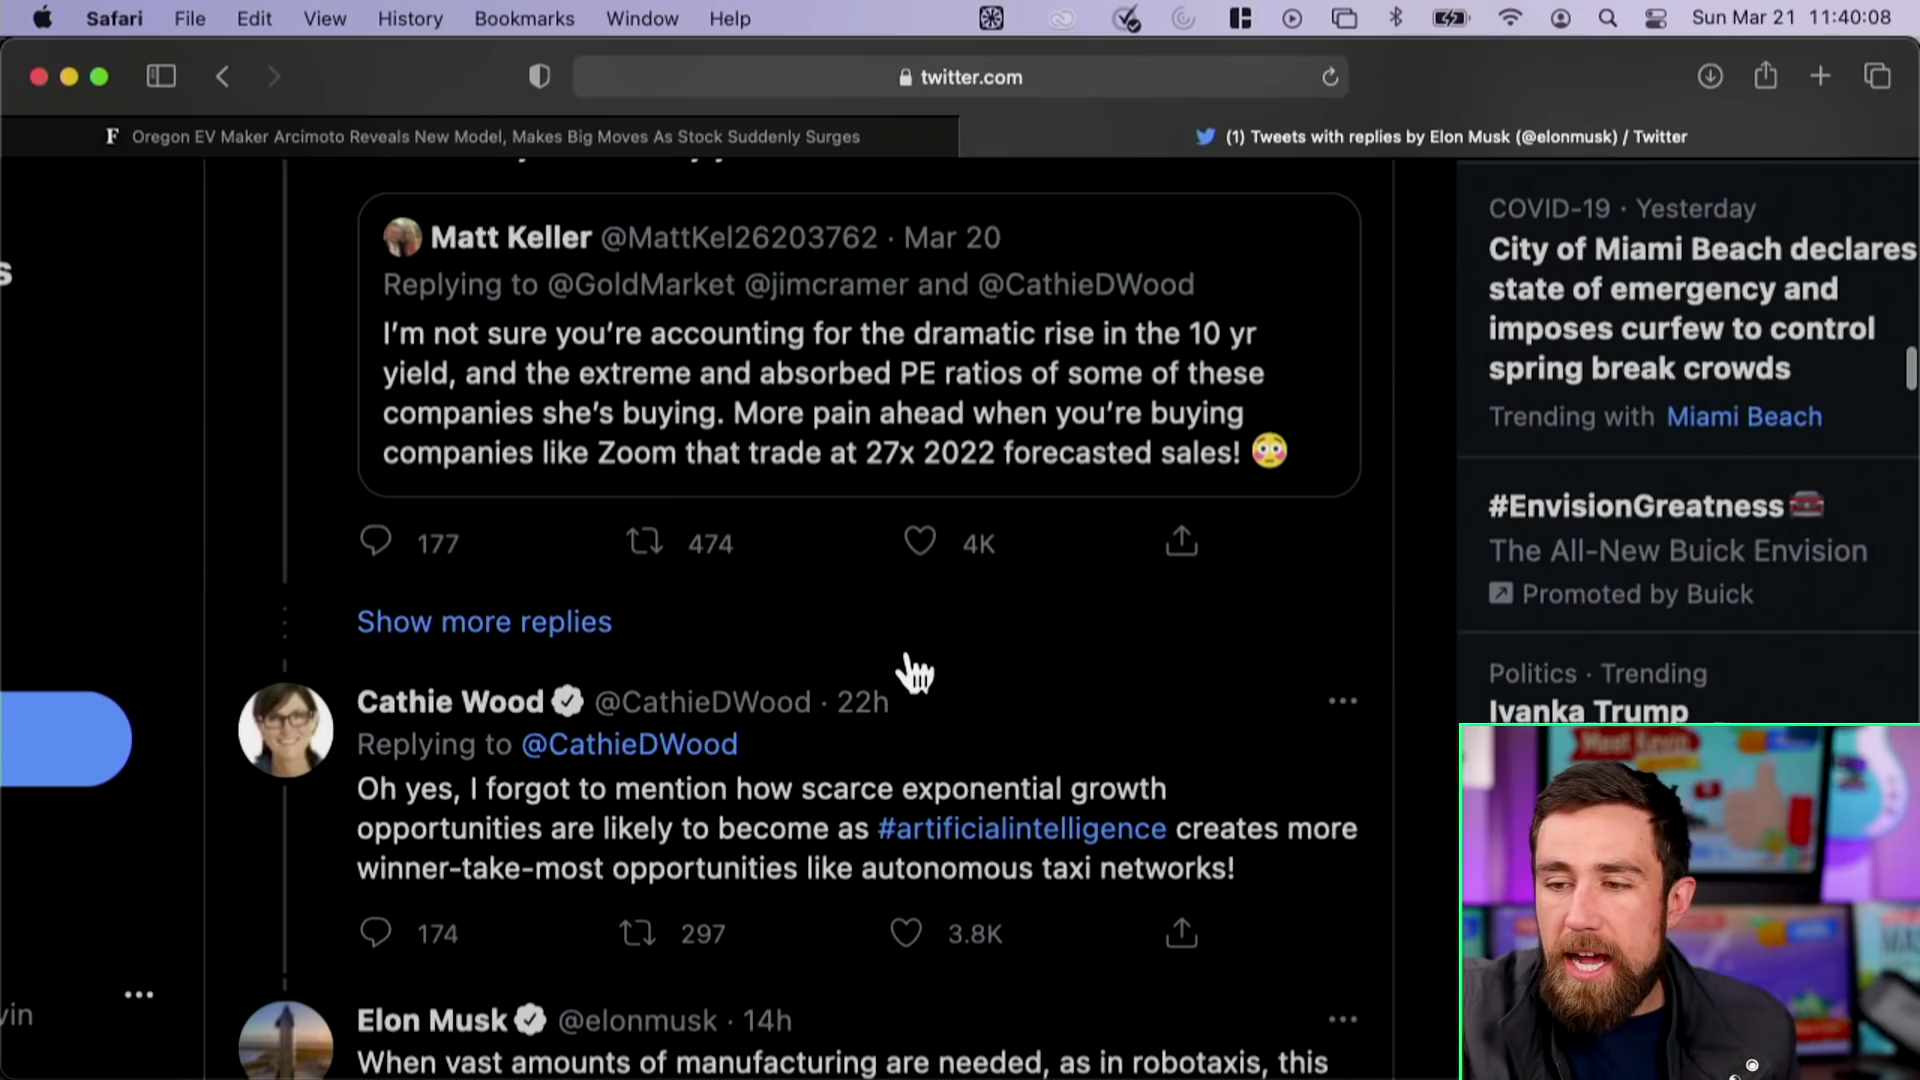 Safari File Edit View History Bookmarks Window Help Sun Mar 21 11:40:08
twitter.com
F Oregon EV Maker Arcimoto Reveals New Model, Makes Big Moves As Stock Suddenly Surges
(1) Tweets with replies by Elon Musk (@elonmusk) / Twitter
Matt Keller @MattKel26203762 · Mar 20
Replying to @GoldMarket @jimcramer and @CathieDWood
I'm not sure you're accounting for the dramatic rise in the 10 yr
yield, and the extreme and absorbed PE ratios of some of these
companies she's buying. More pain ahead when you're buying
companies like Zoom that trade at 27x 2022 forecasted sales! 😳
177 474 4K
Show more replies
Cathie Wood @CathieDWood · 22h
Replying to @CathieDWood
Oh yes, I forgot to mention how scarce exponential growth
opportunities are likely to become as #artificialintelligence creates more
winner-take-most opportunities like autonomous taxi networks!
174 297 3.8K
Elon Musk @elonmusk · 14h
When vast amounts of manufacturing are needed, as in robotaxis, this
s
vin
COVID-19 · Yesterday
City of Miami Beach declares
state of emergency and
imposes curfew to control
spring break crowds
Trending with Miami Beach
#EnvisionGreatness
The All-New Buick Envision
Promoted by Buick
Politics · Trending
Ivanka Trump
Meet Kevin